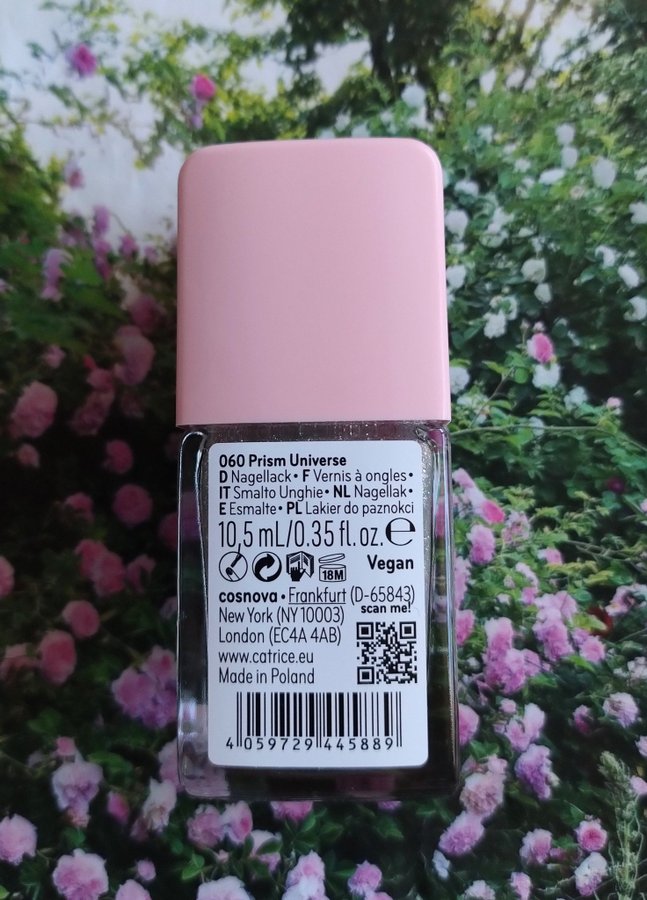 060 Prism Universe
D Nagellack • F Vernis à ongles •
IT Smalto Unghie • NL Nagellak •
E Esmalte • PL Lakier do paznokci
10,5 mL/0.35 fl.oz. ℮
18M Vegan
cosnova • Frankfurt (D-65843)
New York (NY 10003) scan me!
London (EC4A 4AB)
www.catrice.eu
Made in Poland
4 059729 445889